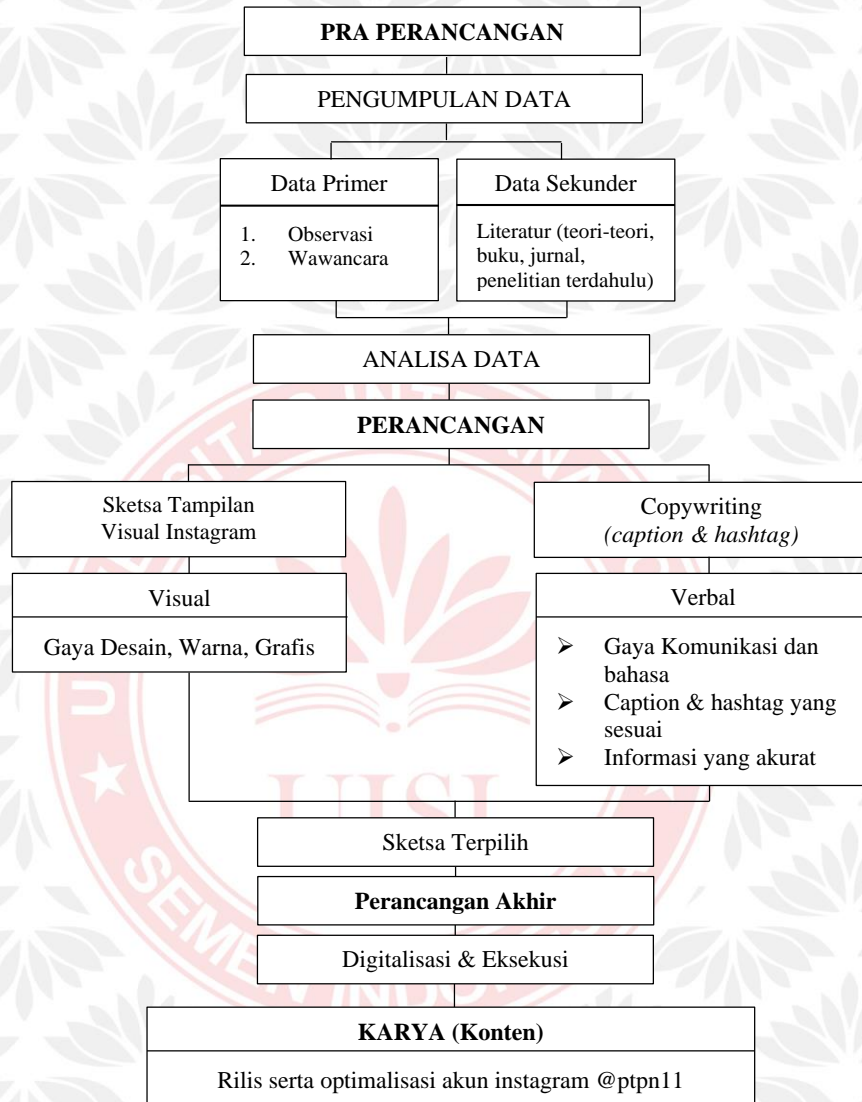 PRA PERANCANGAN
PENGUMPULAN DATA
Data Primer
1. Observasi
2. Wawancara
Data Sekunder
Literatur (teori-teori,
buku, jurnal,
penelitian terdahulu)
ANALISA DATA
PERANCANGAN
Sketsa Tampilan
Visual Instagram
Copywriting
(caption & hashtag)
Visual
Gaya Desain, Warna, Grafis
Verbal
➢ Gaya Komunikasi dan
bahasa
➢ Caption & hashtag yang
sesuai
➢ Informasi yang akurat
Sketsa Terpilih
Perancangan Akhir
Digitalisasi & Eksekusi
KARYA (Konten)
Rilis serta optimalisasi akun instagram @ptpn11
UISI